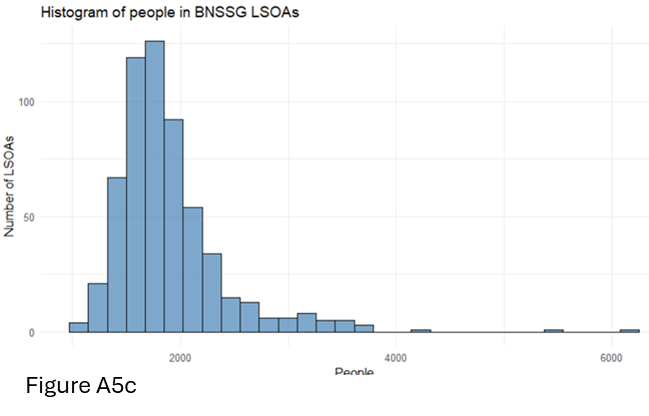 Histogram of people in BNSSG LSOAs
Number of LSOAs
100
50
0
2000 4000 6000
People
Figure A5c